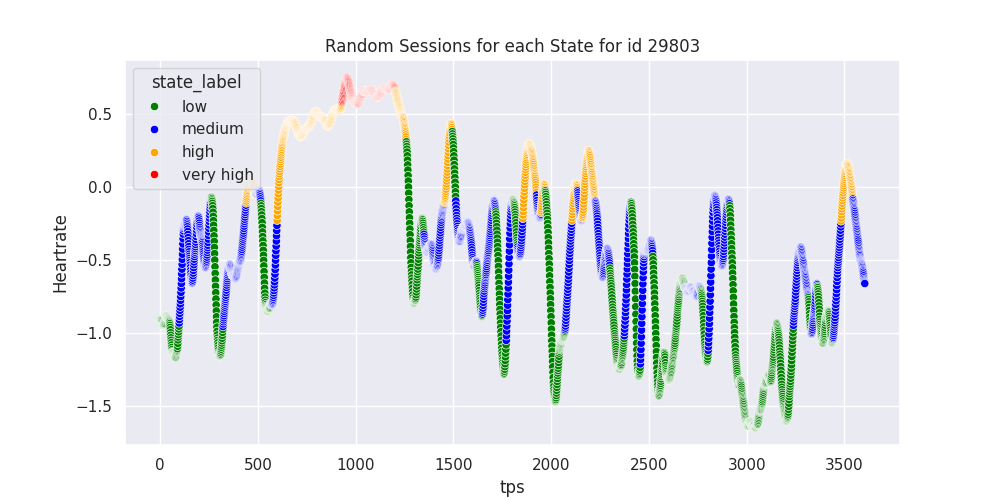 Random Sessions for each State for id 29803
state_label
low
medium
high
very high
Heartrate
0.5
0.0
−0.5
−1.0
−1.5
0 500 1000 1500 2000 2500 3000 3500
tps